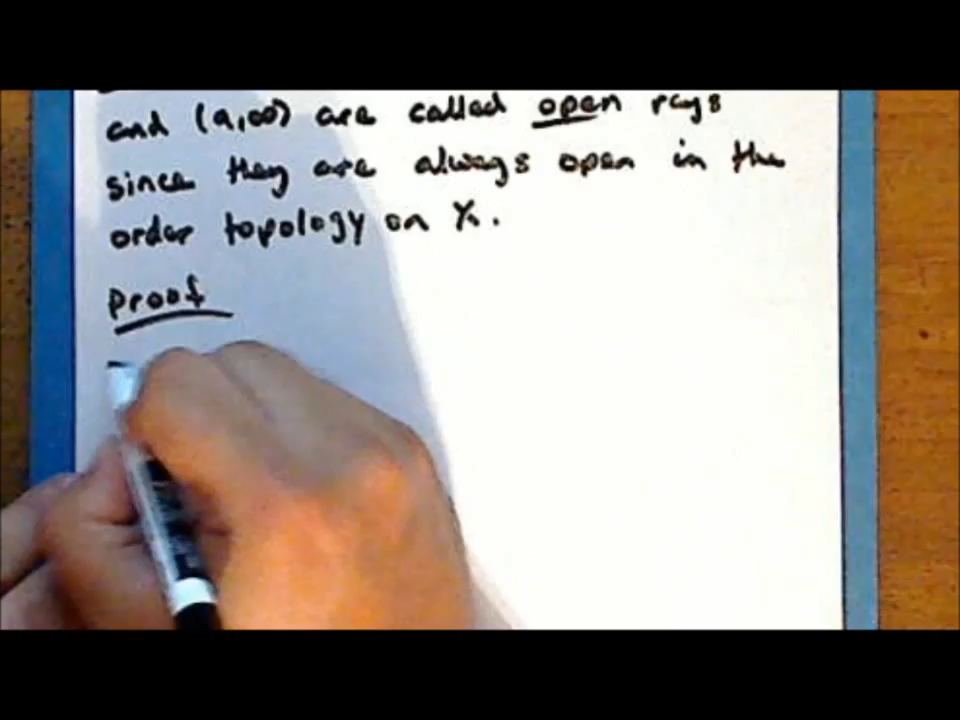 and (a,∞) are called open rays
since they are always open in the
order topology on X.
Proof